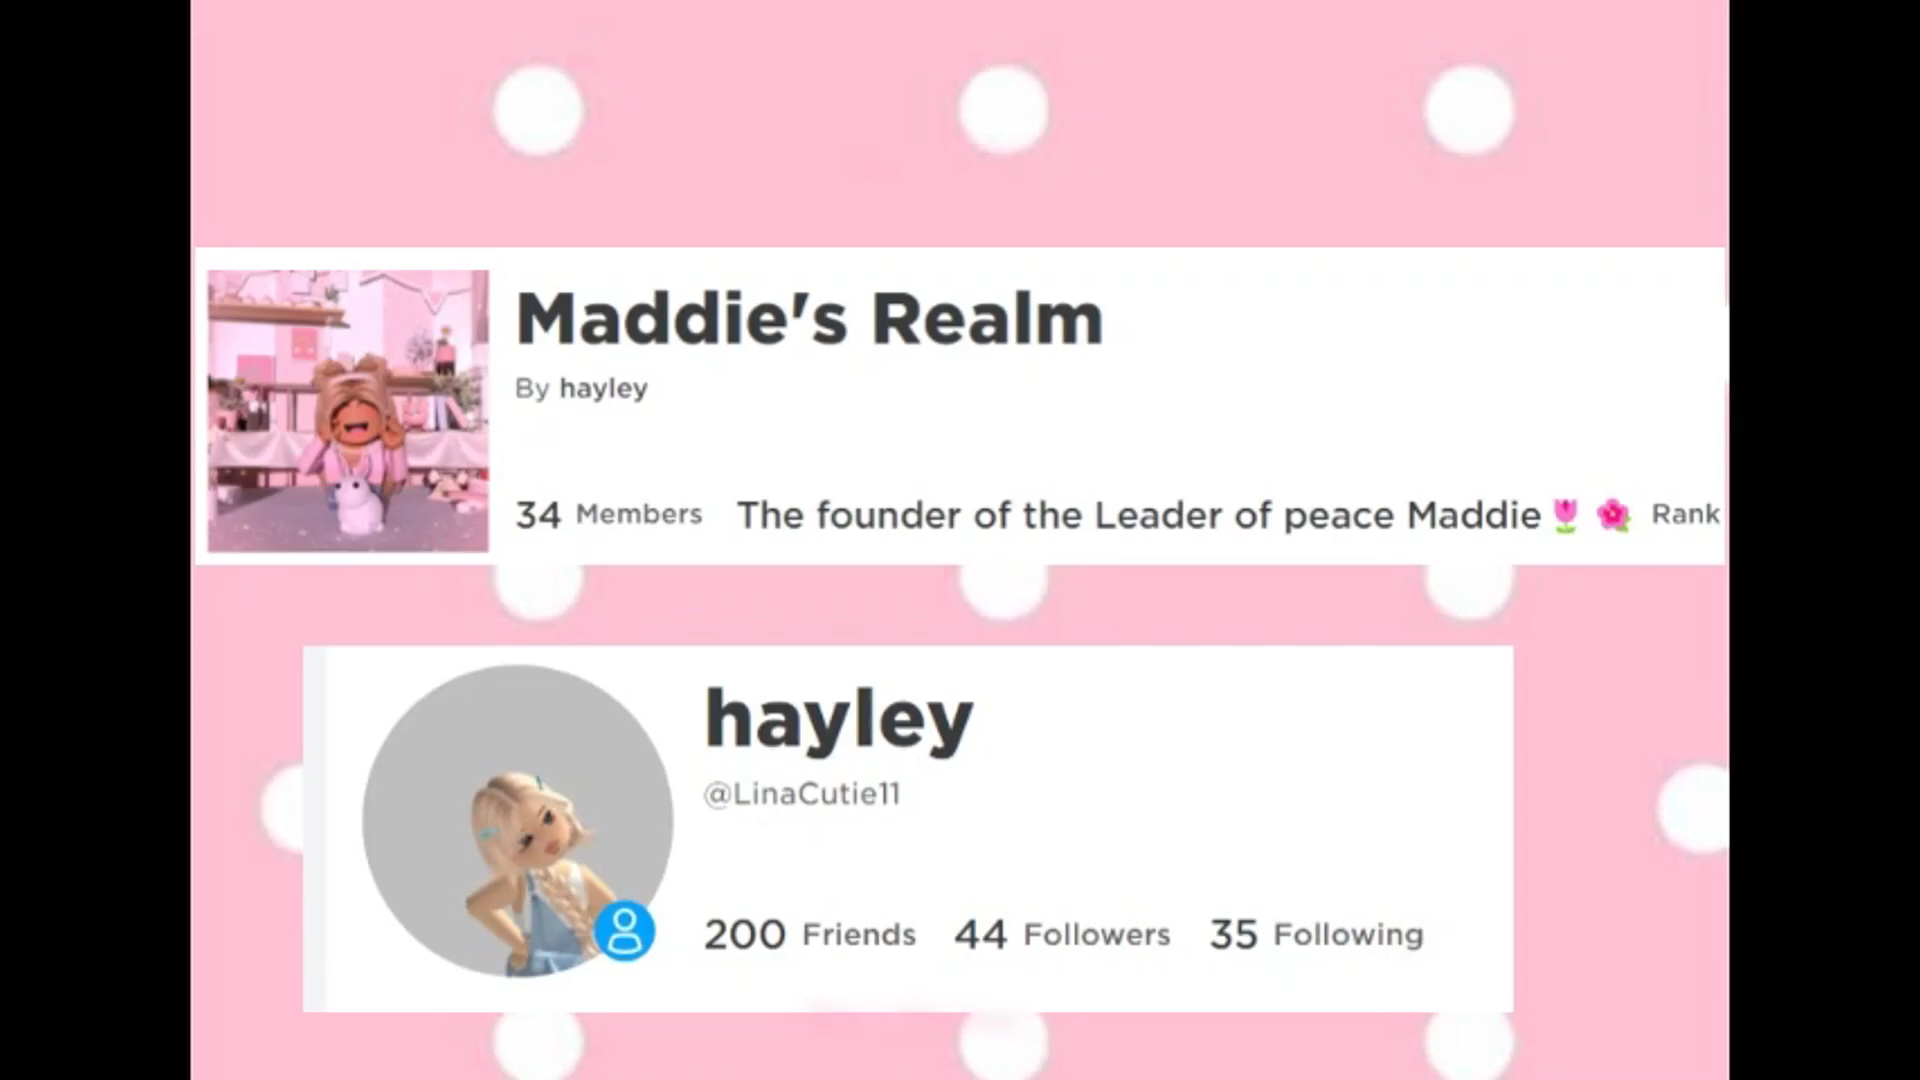 Maddie's Realm
By hayley
34 Members The founder of the Leader of peace Maddie🌷🌺 Rank
hayley
@LinaCutie11
200 Friends 44 Followers 35 Following